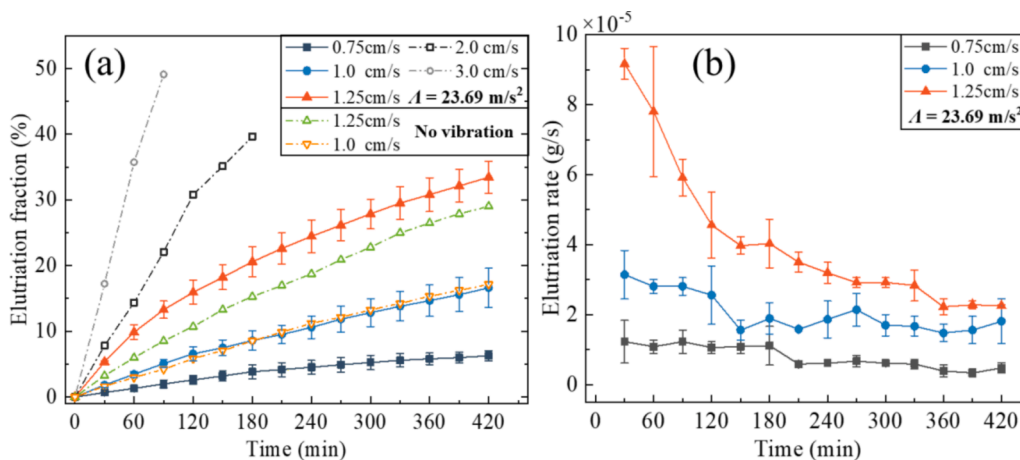 (a)
0.75cm/s 2.0 cm/s
1.0 cm/s 3.0 cm/s
1.25cm/s Λ = 23.69 m/s²
1.25cm/s
No vibration
1.0 cm/s
Elutriation fraction (%)
50
40
30
20
10
0
0 60 120 180 240 300 360 420
Time (min)
(b)
×10⁻⁵
0.75cm/s
1.0 cm/s
1.25cm/s
Λ = 23.69 m/s²
Elutriation rate (g/s)
10
8
6
4
2
0
0 60 120 180 240 300 360 420
Time (min)